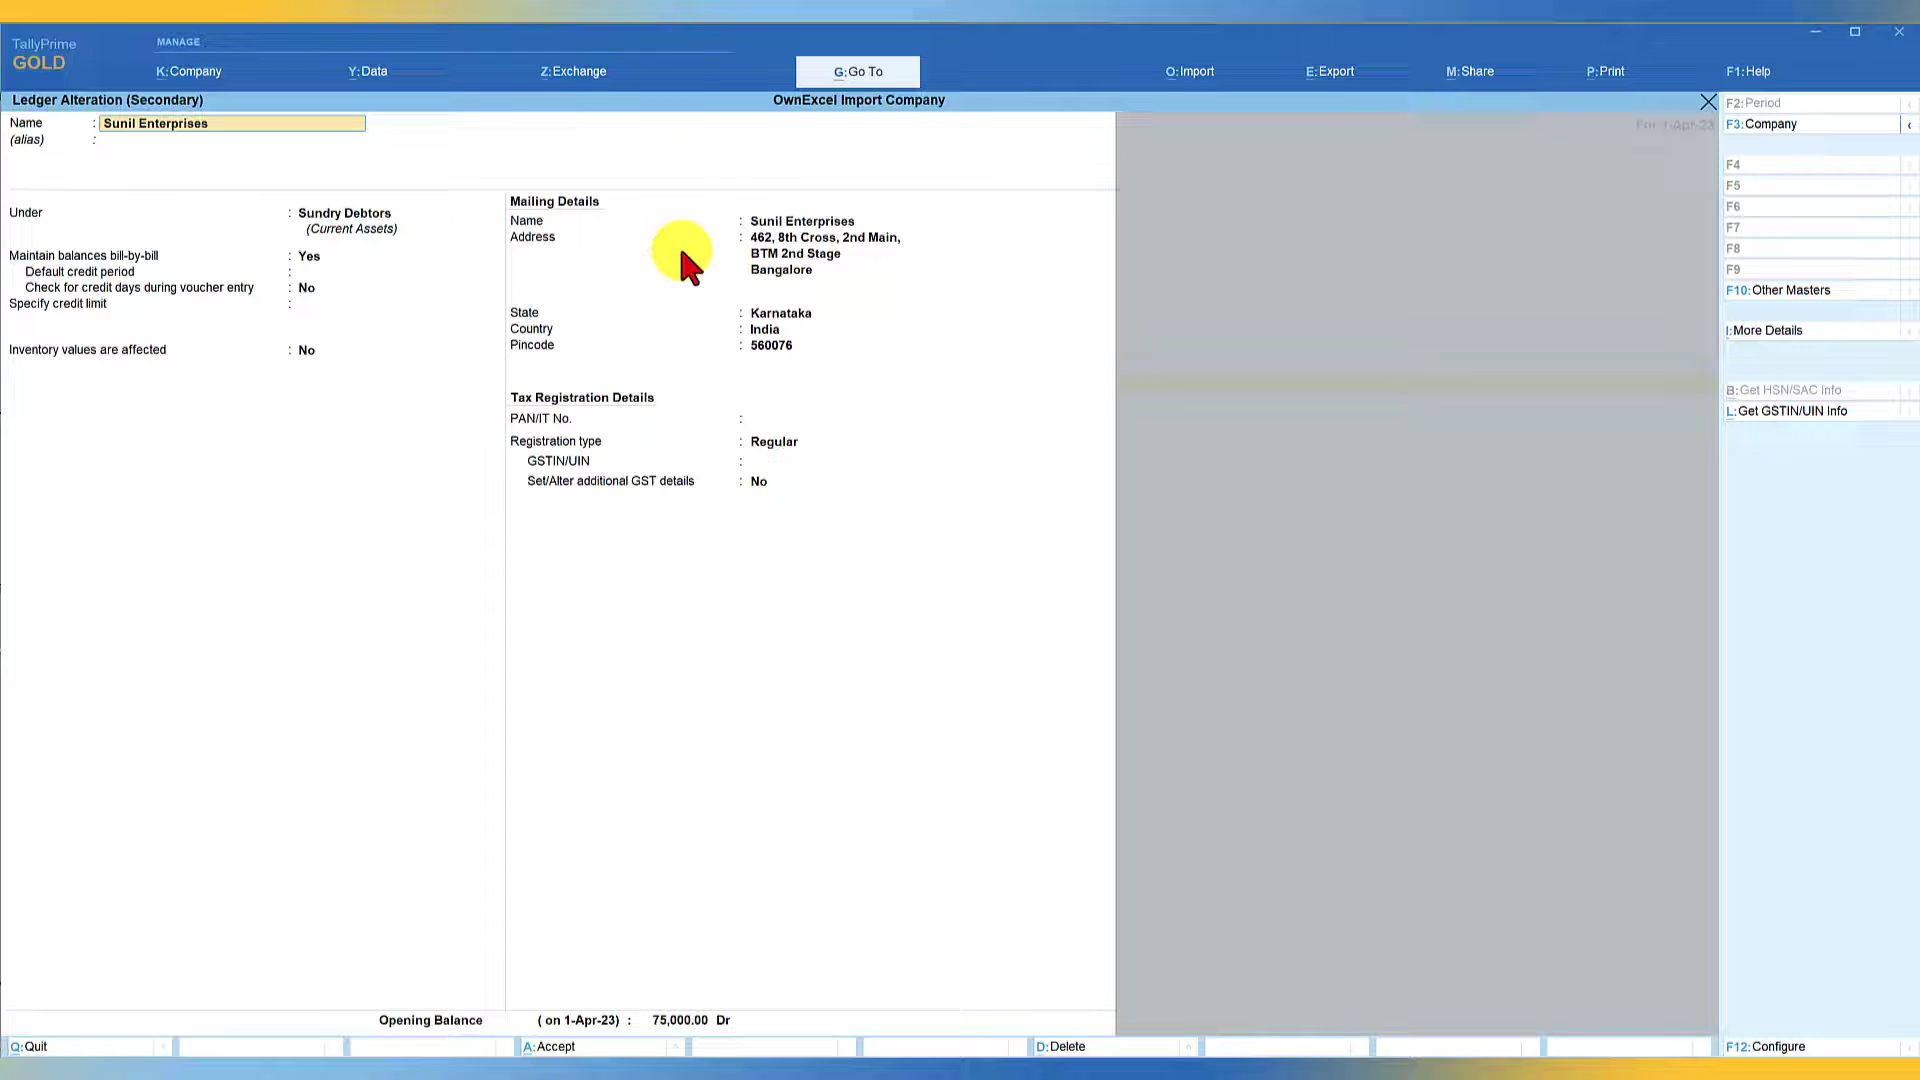 TallyPrime
GOLD
MANAGE
K:Company
Y:Data
Z:Exchange
G:Go To
O:Import
E:Export
M:Share
P:Print
F1:Help
Ledger Alteration (Secondary)
OwnExcel Import Company
Name : Sunil Enterprises
(alias) :
Under : Sundry Debtors
(Current Assets)
Maintain balances bill-by-bill : Yes
Default credit period :
Check for credit days during voucher entry : No
Specify credit limit :
Inventory values are affected : No
Mailing Details
Name : Sunil Enterprises
Address : 462, 8th Cross, 2nd Main,
BTM 2nd Stage
Bangalore
State : Karnataka
Country : India
Pincode : 560076
Tax Registration Details
PAN/IT No. :
Registration type : Regular
GSTIN/UIN :
Set/Alter additional GST details : No
Opening Balance ( on 1-Apr-23) : 75,000.00 Dr
For 1-Apr-23
F2:Period
F3:Company
F4
F5
F6
F7
F8
F9
F10:Other Masters
I:More Details
B:Get HSN/SAC Info
L:Get GSTIN/UIN Info
Q:Quit
A:Accept
D:Delete
F12:Configure